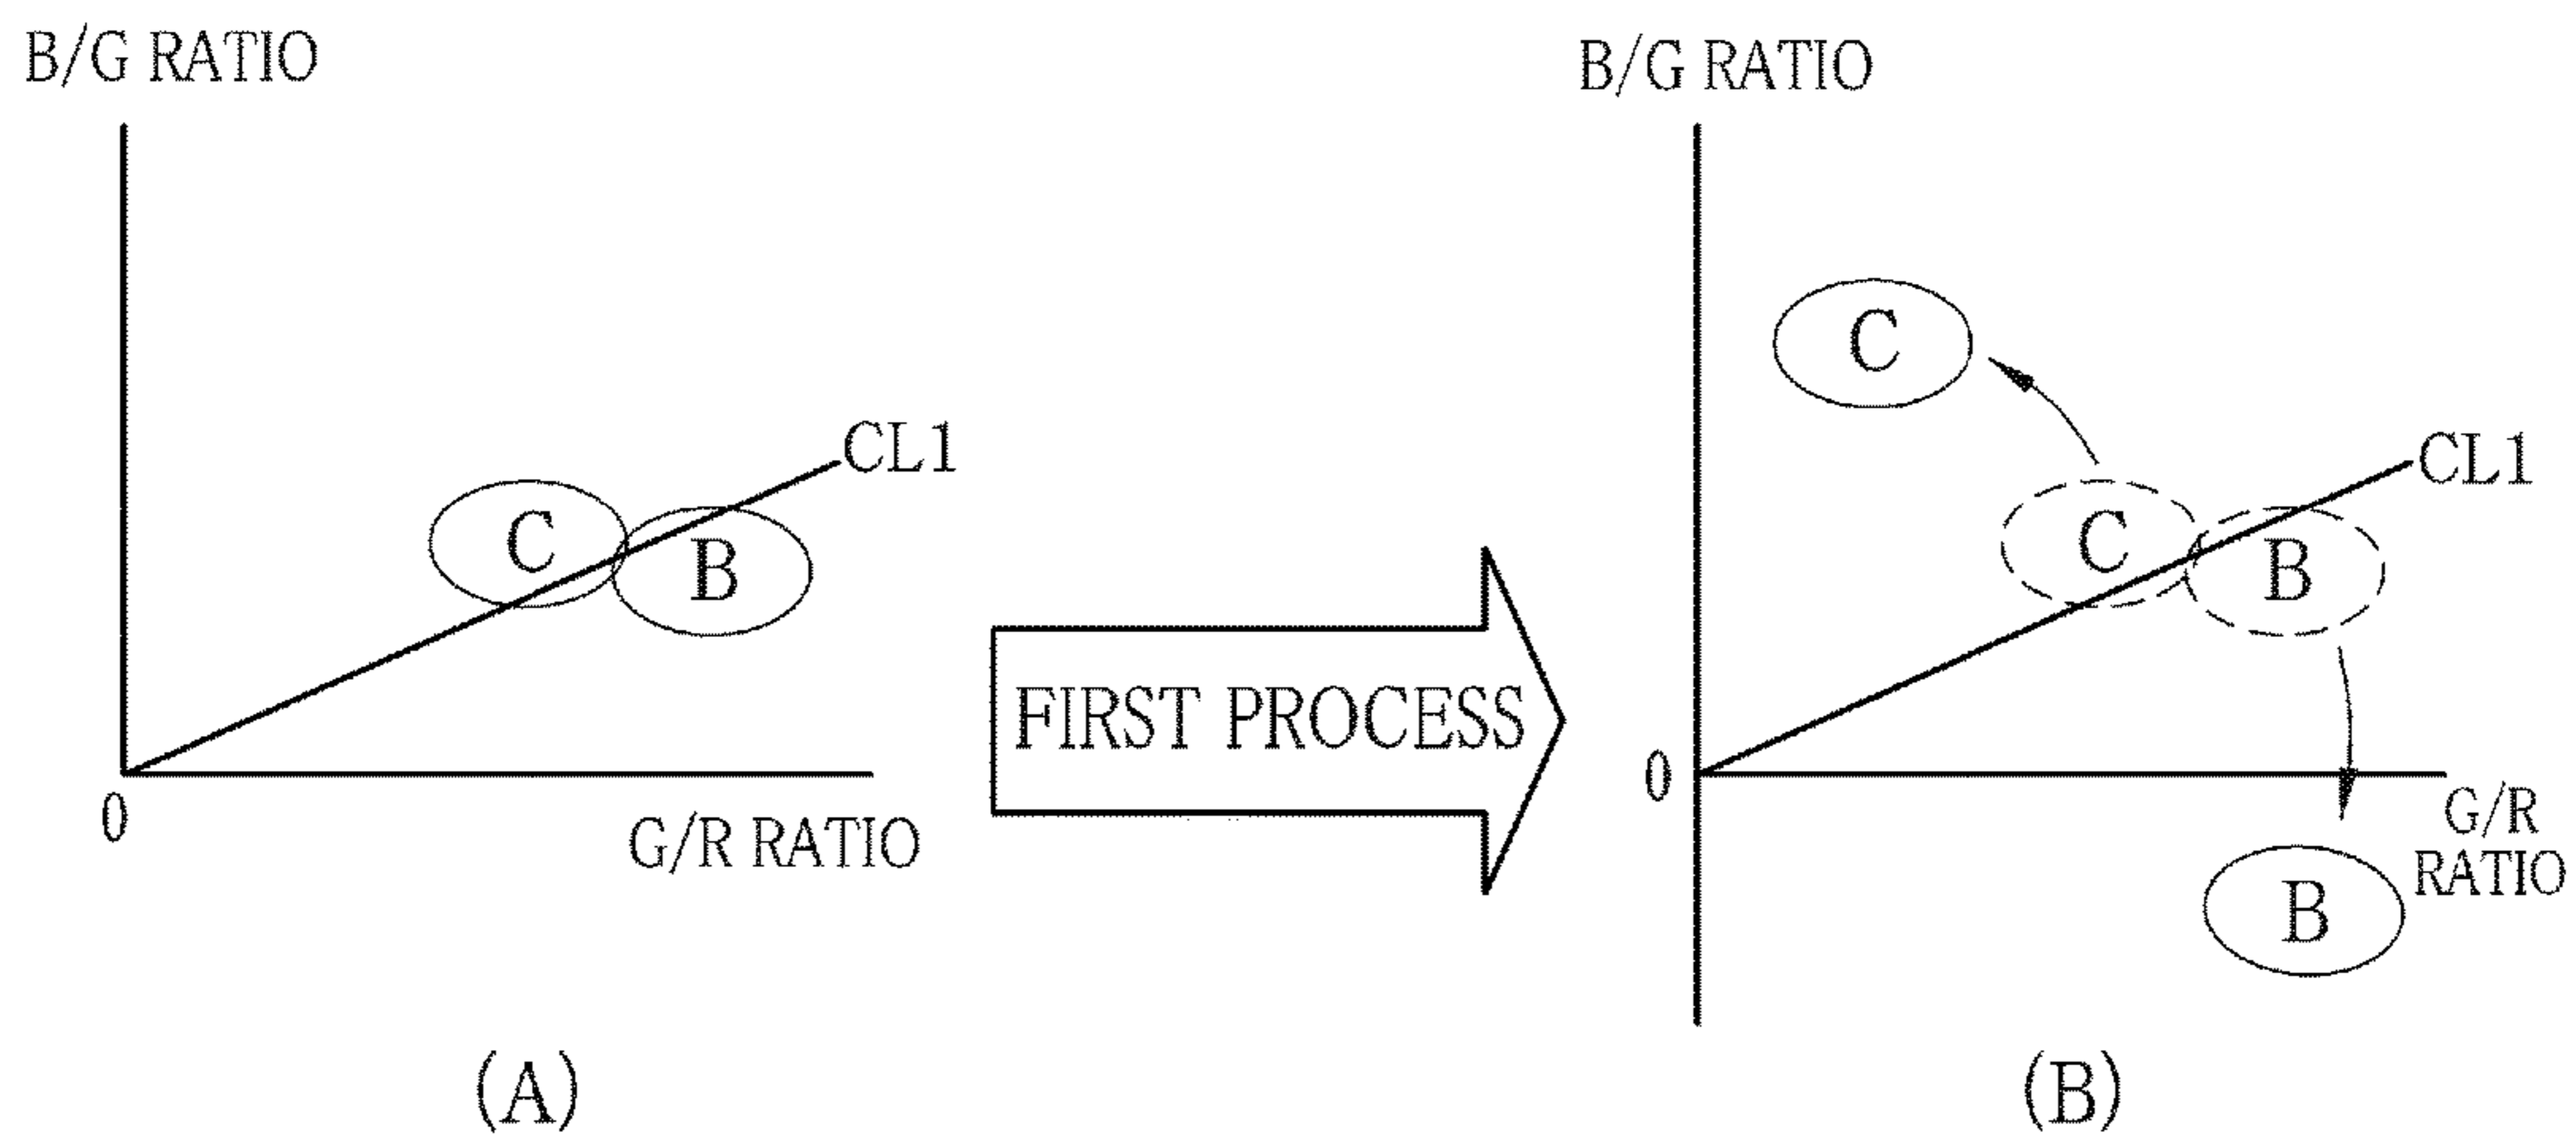 B/G RATIO
CL1
C
B
0
G/R RATIO
(A)
FIRST PROCESS
B/G RATIO
C
CL1
C
B
0
G/R
RATIO
B
(B)